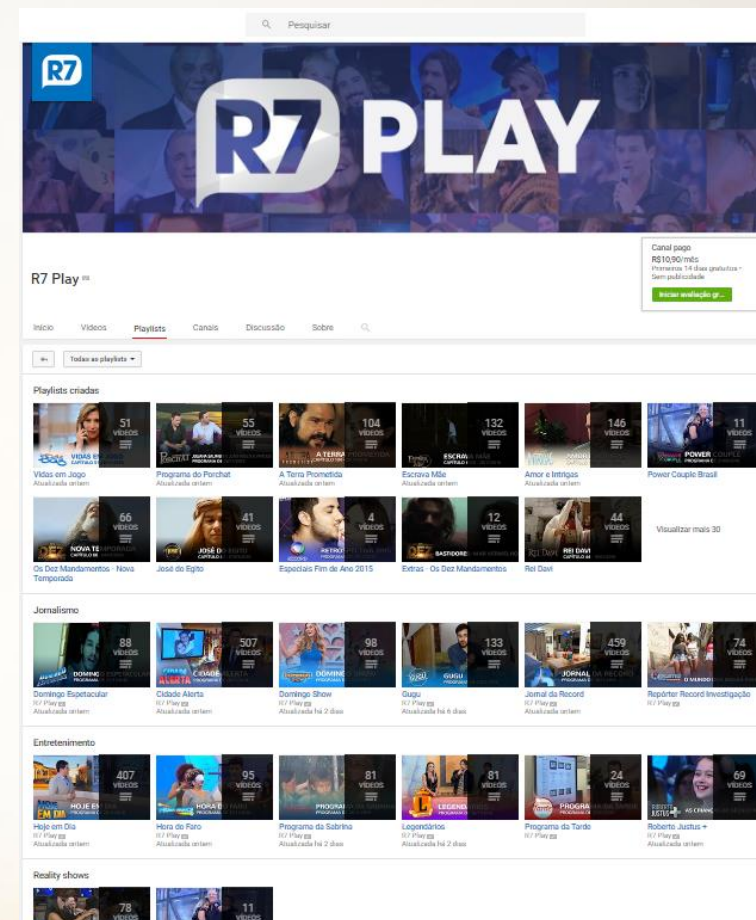 Pesquisar
R7
R7 PLAY
Canal pago
R$10,90/mês
Primeiros 14 dias gratuitos •
Sem publicidade
Iniciar avaliação gr...
R7 Play
Início Vídeos Playlists Canais Discussão Sobre
Todas as playlists
Playlists criadas
51 VÍDEOS 55 VÍDEOS 104 VÍDEOS 132 VÍDEOS 146 VÍDEOS 11 VÍDEOS
Vidas em Jogo Programa do Porchat A Terra Prometida Escrava Mãe Amor e Intrigas Power Couple Brasil
Atualizada ontem Atualizada ontem Atualizada ontem Atualizada ontem Atualizada ontem
66 VÍDEOS 41 VÍDEOS 4 VÍDEOS 12 VÍDEOS 44 VÍDEOS
Visualizar mais 30
Os Dez Mandamentos - Nova Temporada José do Egito Especiais Fim de Ano 2015 Extras - Os Dez Mandamentos Rei Davi
Jornalismo
88 VÍDEOS 507 VÍDEOS 98 VÍDEOS 133 VÍDEOS 459 VÍDEOS 74 VÍDEOS
Domingo Espetacular Cidade Alerta Domingo Show Gugu Jornal da Record Repórter Record Investigação
R7 Play R7 Play R7 Play R7 Play R7 Play R7 Play
Atualizada ontem Atualizada ontem Atualizada há 2 dias Atualizada há 6 dias Atualizada ontem
Entretenimento
407 VÍDEOS 95 VÍDEOS 81 VÍDEOS 81 VÍDEOS 24 VÍDEOS 69 VÍDEOS
Hoje em Dia Hora do Faro Programa da Sabrina Legendários Programa da Tarde Roberto Justus +
R7 Play R7 Play R7 Play R7 Play R7 Play R7 Play
Atualizada ontem Atualizada ontem Atualizada há 2 dias Atualizada há 2 dias Atualizada ontem
Reality shows
78 VÍDEOS 11 VÍDEOS